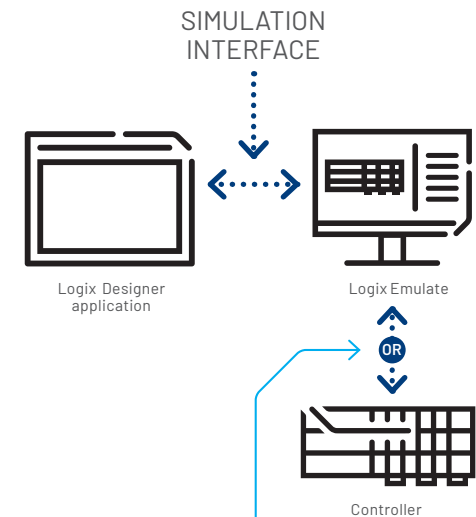 SIMULATION
INTERFACE
Logix Designer
application
Logix Emulate
OR
Controller